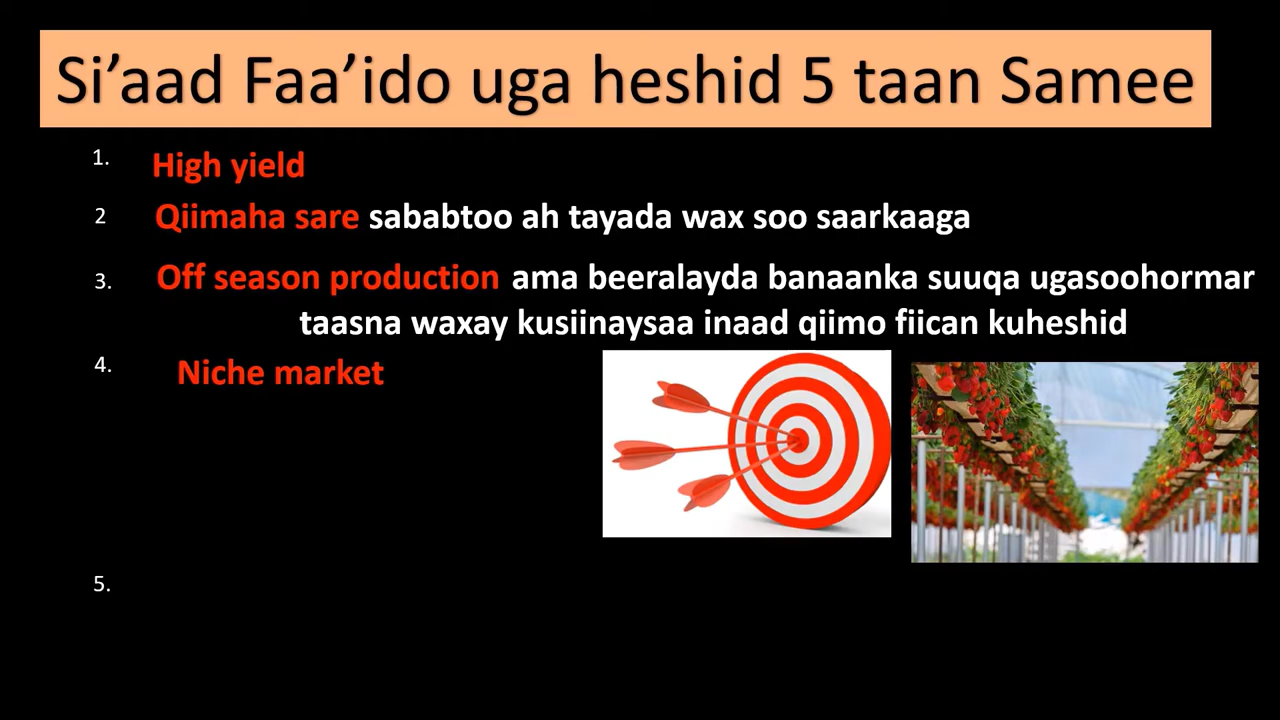 Si’aad Faa’ido uga heshid 5 taan Samee
1. High yield
2 Qiimaha sare sababtoo ah tayada wax soo saarkaaga
3. Off season production ama beeralayda banaanka suuqa ugasoohormar
taasna waxay kusiinaysaa inaad qiimo fiican kuheshid
4. Niche market
5.